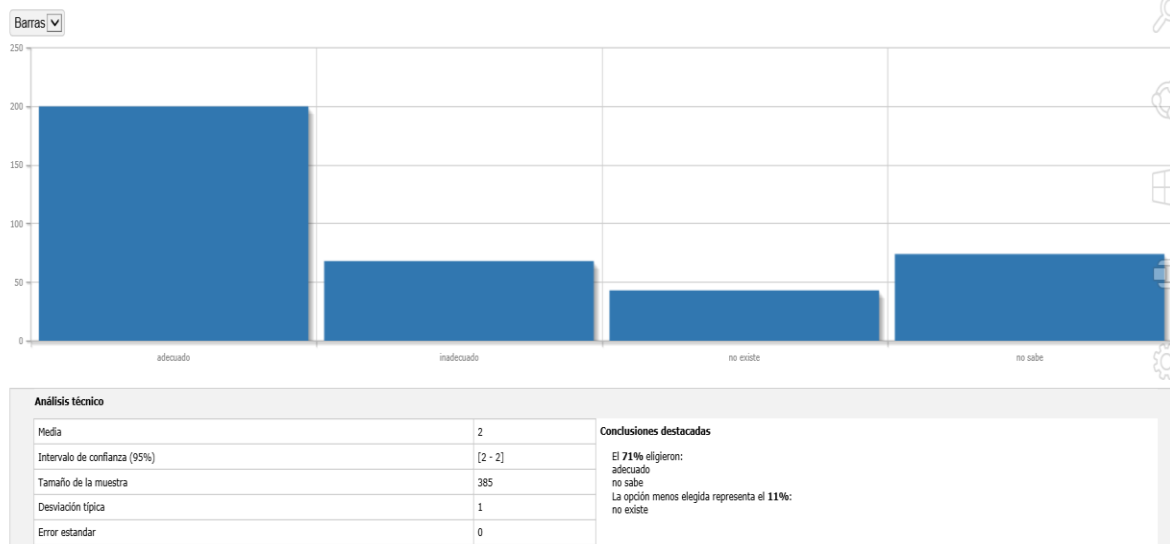 Barras
250
200
150
100
50
0
adecuado
inadecuado
no existe
no sabe
Análisis técnico
Media 2
Intervalo de confianza (95%) [2 - 2]
Tamaño de la muestra 385
Desviación típica 1
Error estandar 0
Conclusiones destacadas
El 71% eligieron:
adecuado
no sabe
La opción menos elegida representa el 11%:
no existe